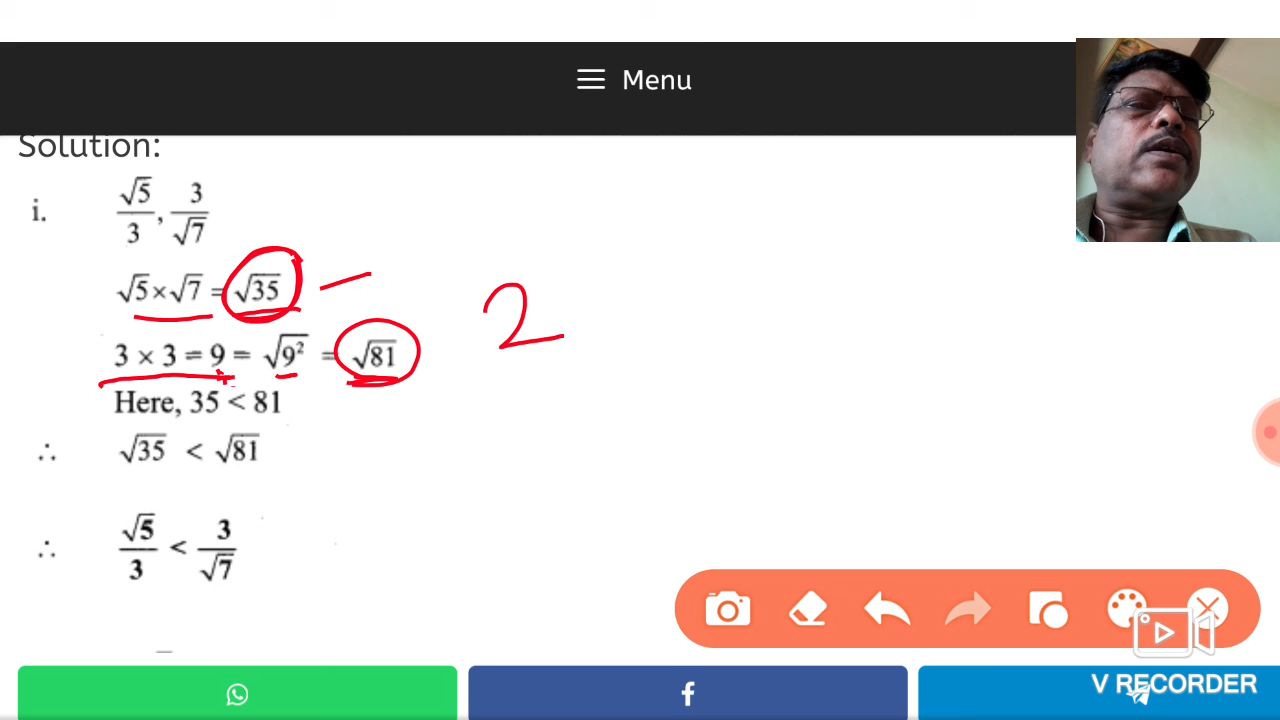 Menu
Solution:
i. √5/3, 3/√7
√5 × √7 = √35
3 × 3 = 9 = √9² = √81
2
Here, 35 < 81
∴ √35 < √81
∴ √5/3 < 3/√7
V RECORDER